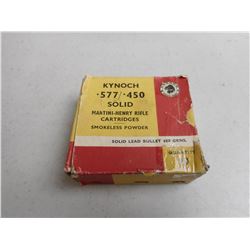 KYNOCH
·577/·450
SOLID
MARTINI-HENRY RIFLE
CARTRIDGES
SMOKELESS POWDER
SOLID LEAD BULLET 480 GRNS.